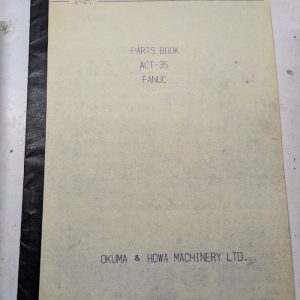 PARTS BOOK
ACT-35
FANUC
OKUMA & HOWA MACHINERY LTD.